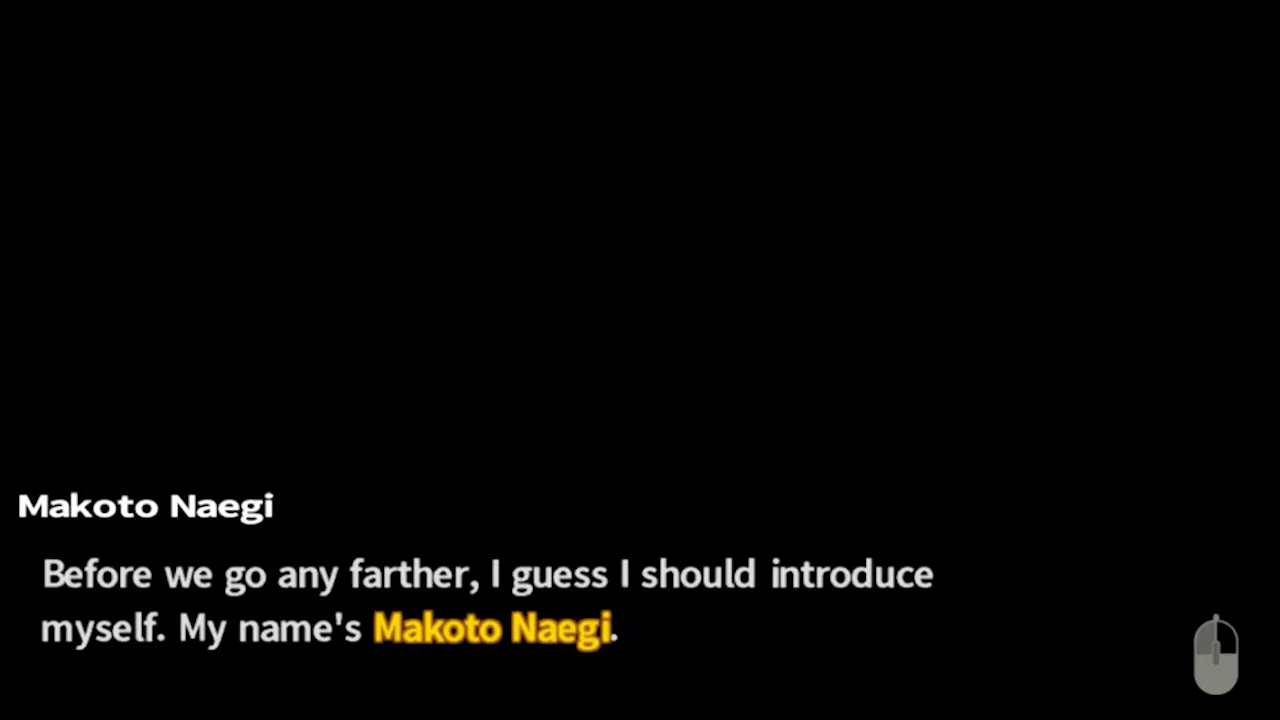 Makoto Naegi
Before we go any farther, I guess I should introduce
myself. My name's Makoto Naegi.